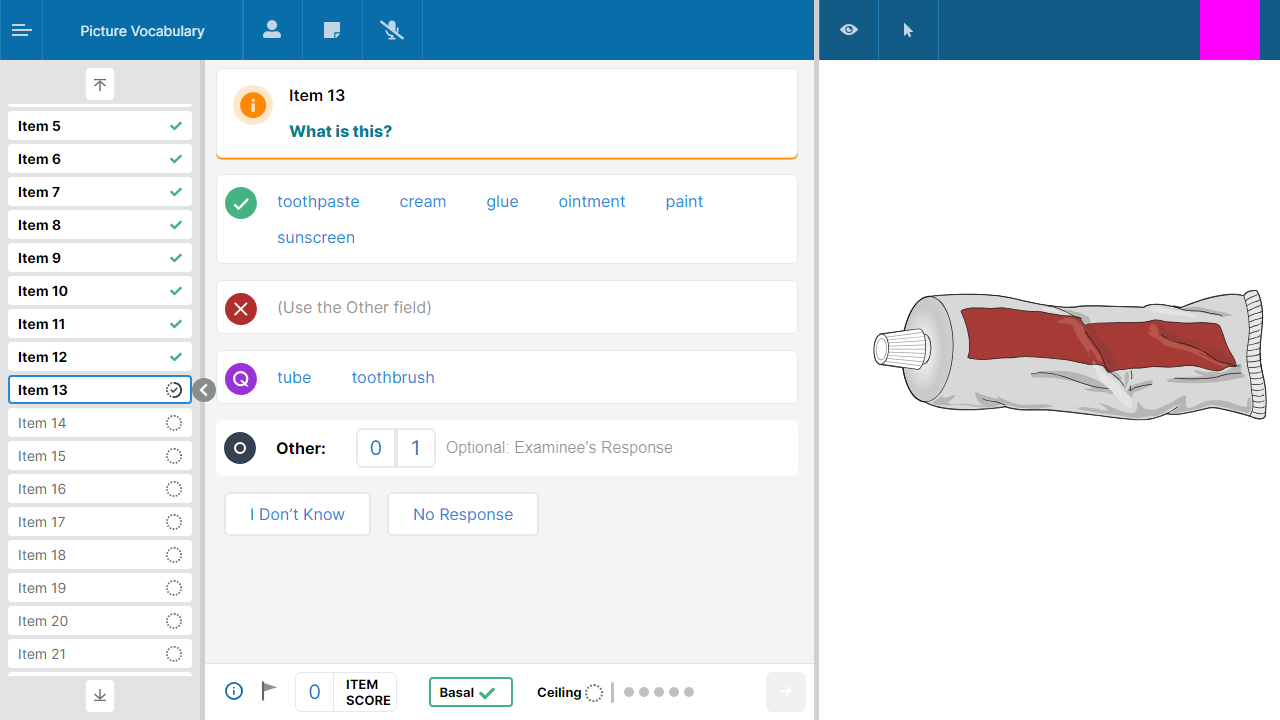 Picture Vocabulary
Item 5
Item 6
Item 7
Item 8
Item 9
Item 10
Item 11
Item 12
Item 13
Item 14
Item 15
Item 16
Item 17
Item 18
Item 19
Item 20
Item 21
Item 13
What is this?
toothpaste cream glue ointment paint
sunscreen
(Use the Other field)
Q tube toothbrush
Other: 0 1 Optional: Examinee's Response
I Don’t Know No Response
0 ITEM SCORE Basal Ceiling